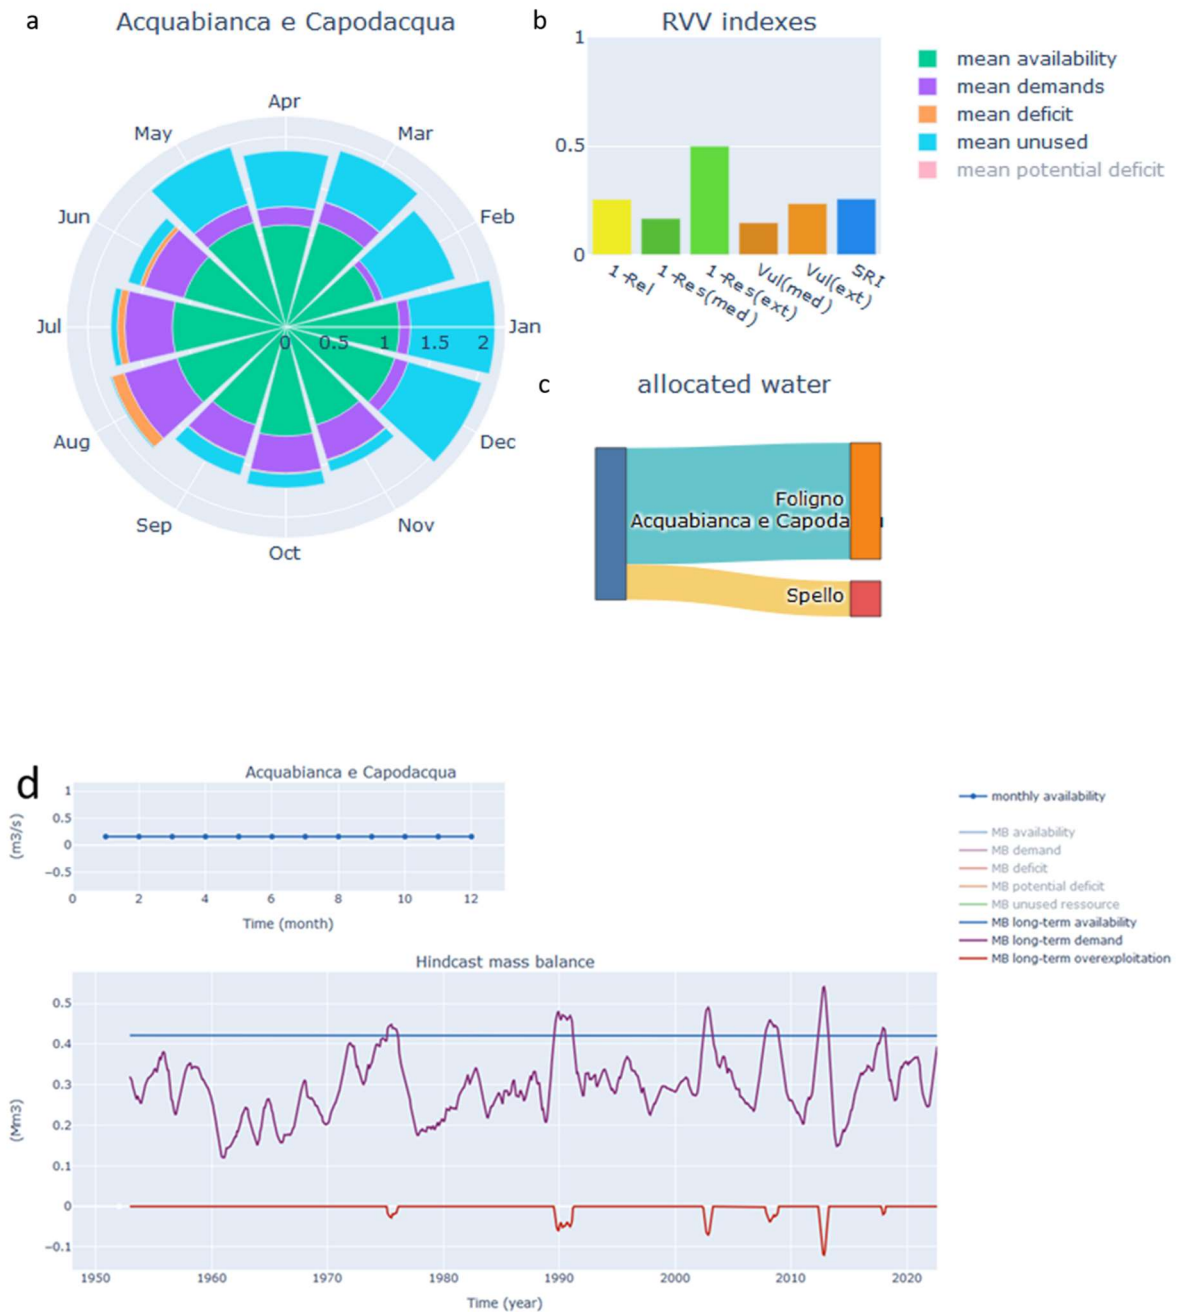 a
Acquabianca e Capodacqua
Apr
May
Mar
Jun
Feb
Jul
Jan
0 0.5 1 1.5 2
Aug
Dec
Sep
Nov
Oct
b
RVV indexes
1
0.5
0
1-Rel
1-Res(med)
1-Res(ext)
Vul(med)
Vul(ext)
SRI
mean availability
mean demands
mean deficit
mean unused
mean potential deficit
c
allocated water
Foligno
Acquabianca e Capoda
Spello
d
Acquabianca e Capodacqua
(m3/s)
1
0.5
0
−0.5
0 2 4 6 8 10 12
Time (month)
monthly availability
MB availability
MB demand
MB deficit
MB potential deficit
MB unused ressource
MB long-term availability
MB long-term demand
MB long-term overexploitation
Hindcast mass balance
(Mm3)
0.5
0.4
0.3
0.2
0.1
0
−0.1
1950 1960 1970 1980 1990 2000 2010 2020
Time (year)